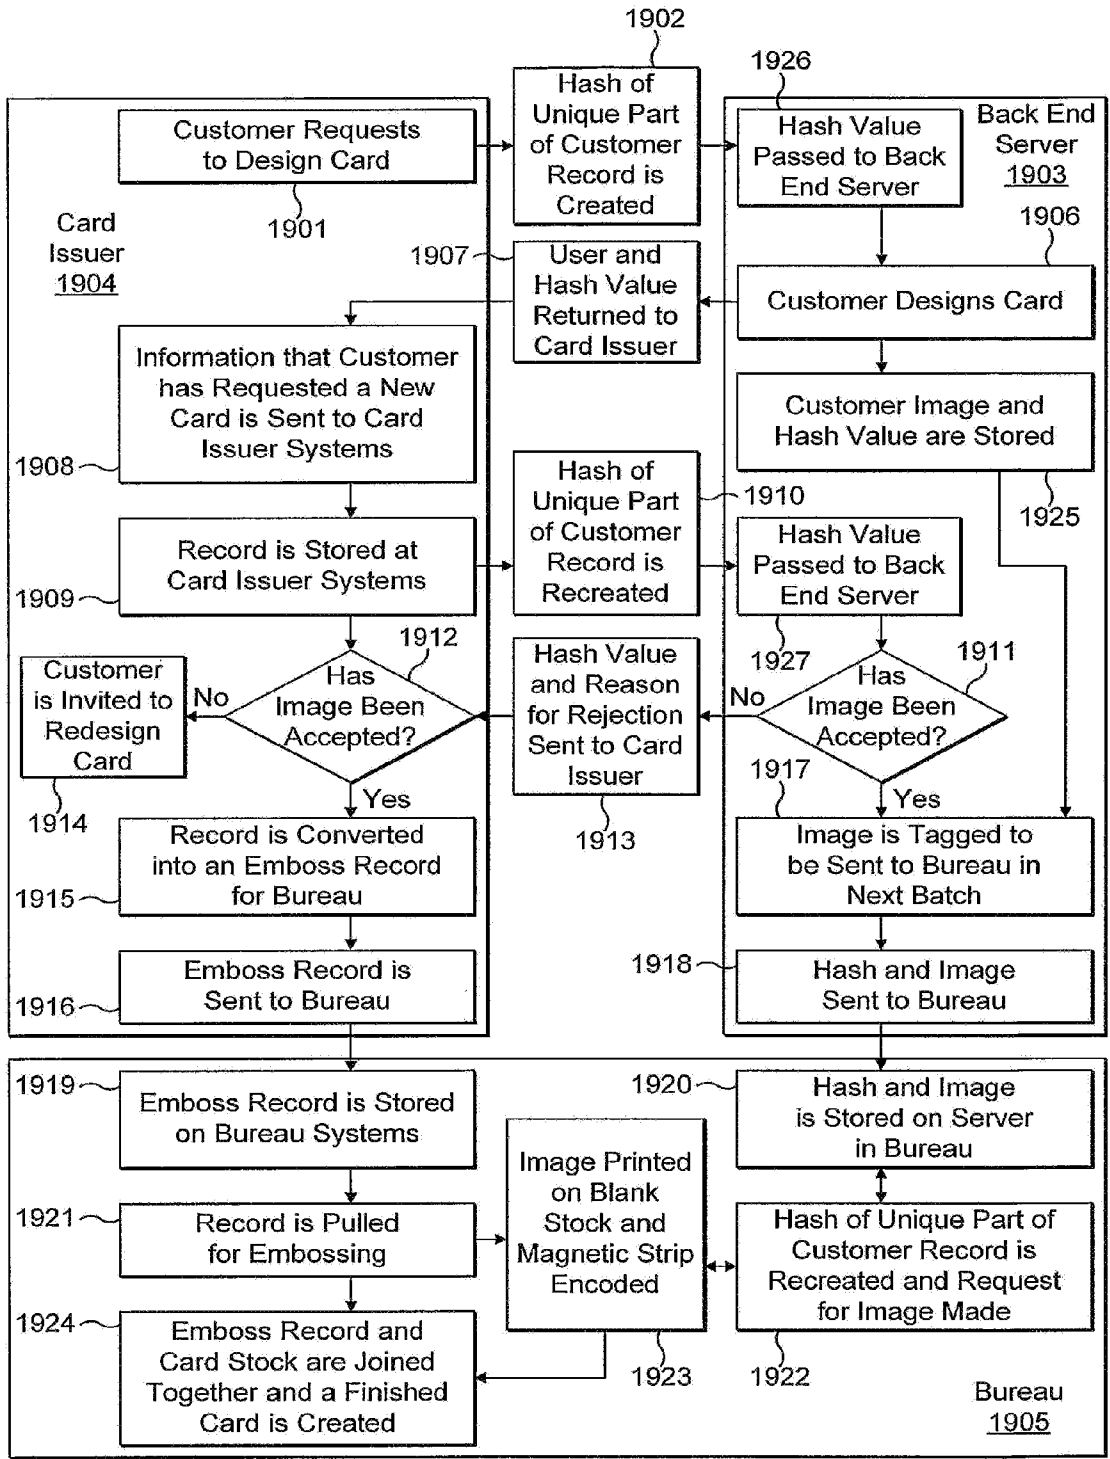 1902
Hash of
Unique Part
of Customer
Record is
Created
1926
Hash Value
Passed to Back
End Server
Back End
Server
1903
Customer Requests
to Design Card
1901
Card
Issuer
1904
1907
User and
Hash Value
Returned to
Card Issuer
1906
Customer Designs Card
Information that Customer
has Requested a New
Card is Sent to Card
Issuer Systems
1908
Customer Image and
Hash Value are Stored
1925
Hash of
Unique Part
of Customer
Record is
Recreated
1910
Hash Value
Passed to Back
End Server
1927
Record is Stored at
Card Issuer Systems
1909
1912
Has
Image Been
Accepted?
No
Yes
Customer
is Invited to
Redesign
Card
1914
Hash Value
and Reason
for Rejection
Sent to Card
Issuer
1913
1911
Has
Image Been
Accepted?
No
Yes
1917
Image is Tagged to
be Sent to Bureau in
Next Batch
Record is Converted
into an Emboss Record
for Bureau
1915
Emboss Record is
Sent to Bureau
1916
1918
Hash and Image
Sent to Bureau
1919
Emboss Record is Stored
on Bureau Systems
1920
Hash and Image
is Stored on Server
in Bureau
1921
Record is Pulled
for Embossing
Image Printed
on Blank
Stock and
Magnetic Strip
Encoded
1923
Hash of Unique Part of
Customer Record is
Recreated and Request
for Image Made
1922
1924
Emboss Record and
Card Stock are Joined
Together and a Finished
Card is Created
Bureau
1905